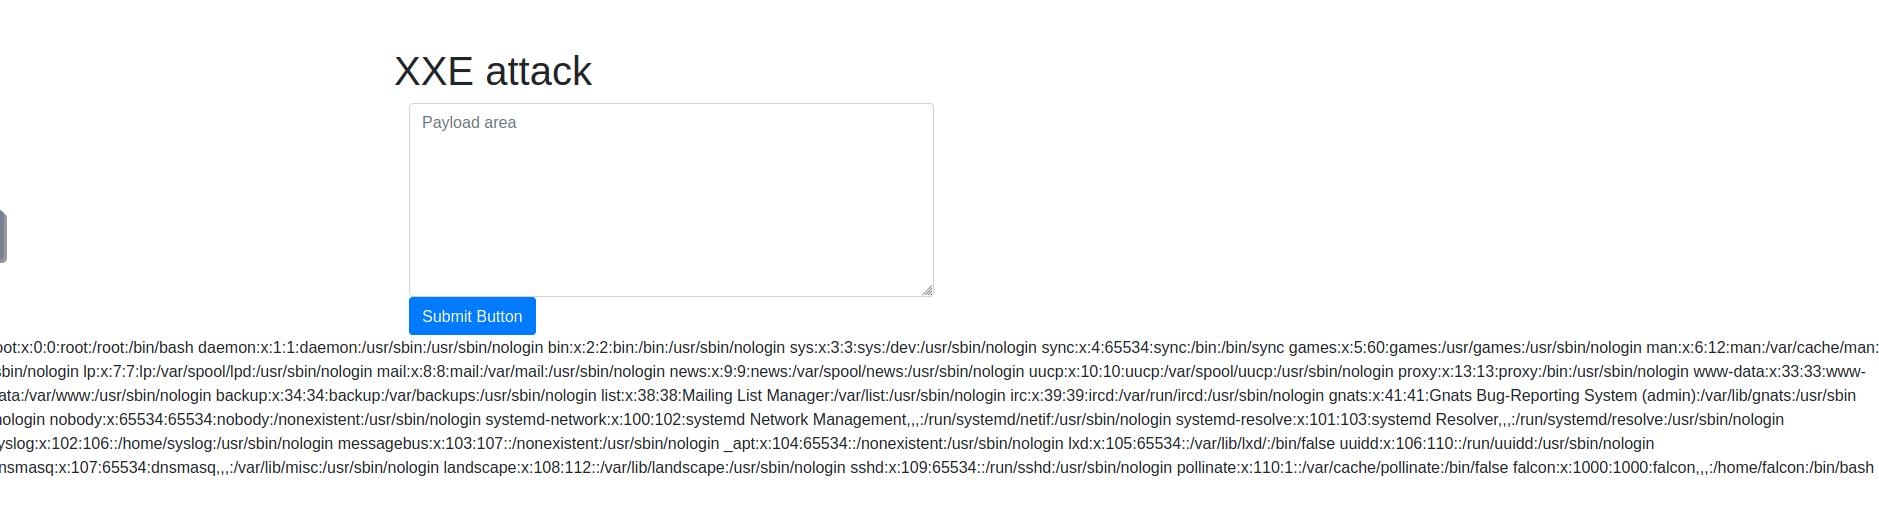 XXE attack
Payload area
Submit Button
oot:x:0:0:root:/root:/bin/bash daemon:x:1:1:daemon:/usr/sbin:/usr/sbin/nologin bin:x:2:2:bin:/bin:/usr/sbin/nologin sys:x:3:3:sys:/dev:/usr/sbin/nologin sync:x:4:65534:sync:/bin:/bin/sync games:x:5:60:games:/usr/games:/usr/sbin/nologin man:x:6:12:man:/var/cache/man:
sbin/nologin lp:x:7:7:lp:/var/spool/lpd:/usr/sbin/nologin mail:x:8:8:mail:/var/mail:/usr/sbin/nologin news:x:9:9:news:/var/spool/news:/usr/sbin/nologin uucp:x:10:10:uucp:/var/spool/uucp:/usr/sbin/nologin proxy:x:13:13:proxy:/bin:/usr/sbin/nologin www-data:x:33:33:www-
ata:/var/www:/usr/sbin/nologin backup:x:34:34:backup:/var/backups:/usr/sbin/nologin list:x:38:38:Mailing List Manager:/var/list:/usr/sbin/nologin irc:x:39:39:ircd:/var/run/ircd:/usr/sbin/nologin gnats:x:41:41:Gnats Bug-Reporting System (admin):/var/lib/gnats:/usr/sbin
nologin nobody:x:65534:65534:nobody:/nonexistent:/usr/sbin/nologin systemd-network:x:100:102:systemd Network Management,,,:/run/systemd/netif:/usr/sbin/nologin systemd-resolve:x:101:103:systemd Resolver,,,:/run/systemd/resolve:/usr/sbin/nologin
yslog:x:102:106::/home/syslog:/usr/sbin/nologin messagebus:x:103:107::/nonexistent:/usr/sbin/nologin _apt:x:104:65534::/nonexistent:/usr/sbin/nologin lxd:x:105:65534::/var/lib/lxd/:/bin/false uuidd:x:106:110::/run/uuidd:/usr/sbin/nologin
nsmasq:x:107:65534:dnsmasq,,,:/var/lib/misc:/usr/sbin/nologin landscape:x:108:112::/var/lib/landscape:/usr/sbin/nologin sshd:x:109:65534::/run/sshd:/usr/sbin/nologin pollinate:x:110:1::/var/cache/pollinate:/bin/false falcon:x:1000:1000:falcon,,,:/home/falcon:/bin/bash